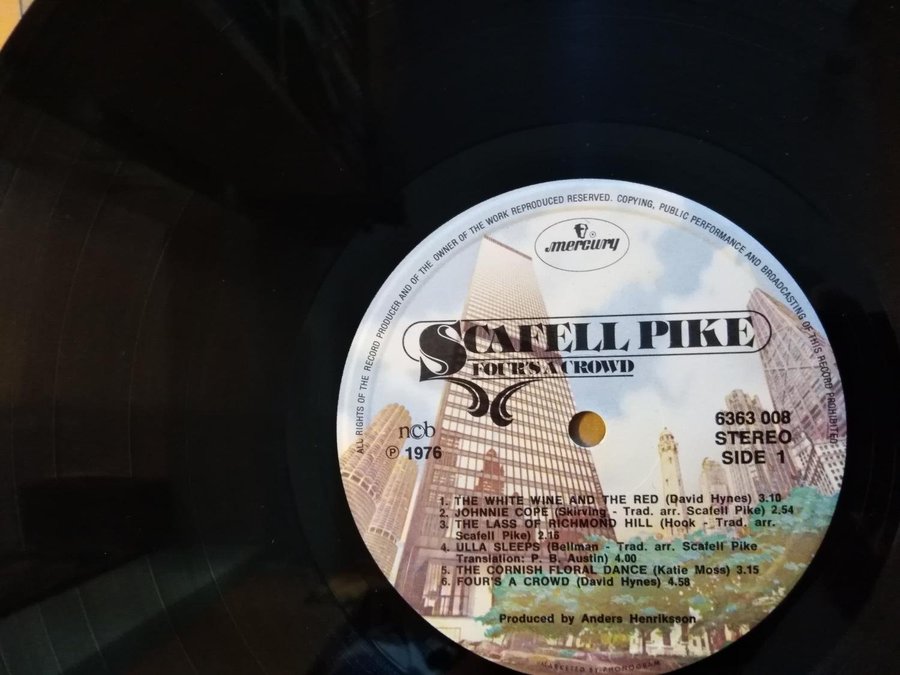 ALL RIGHTS OF THE RECORD PRODUCER AND OF THE OWNER OF THE WORK REPRODUCED RESERVED. COPYING, PUBLIC PERFORMANCE AND BROADCASTING OF THIS RECORD PROHIBITED
mercury ®
SCAFELL PIKE
FOUR'S A CROWD
n©b
℗ 1976
6363 008
STEREO
SIDE 1
1. THE WHITE WINE AND THE RED (David Hynes) 3.10
2. JOHNNIE COPE (Skirving - Trad. arr. Scafell Pike) 2.54
3. THE LASS OF RICHMOND HILL (Hook - Trad. arr.
Scafell Pike) 2.16
4. ULLA SLEEPS (Bellman - Trad. arr. Scafell Pike
Translation: P. B. Austin) 4.00
5. THE CORNISH FLORAL DANCE (Katie Moss) 3.15
6. FOUR'S A CROWD (David Hynes) 4.58
Produced by Anders Henriksson
MARKETED BY PHONOGRAM